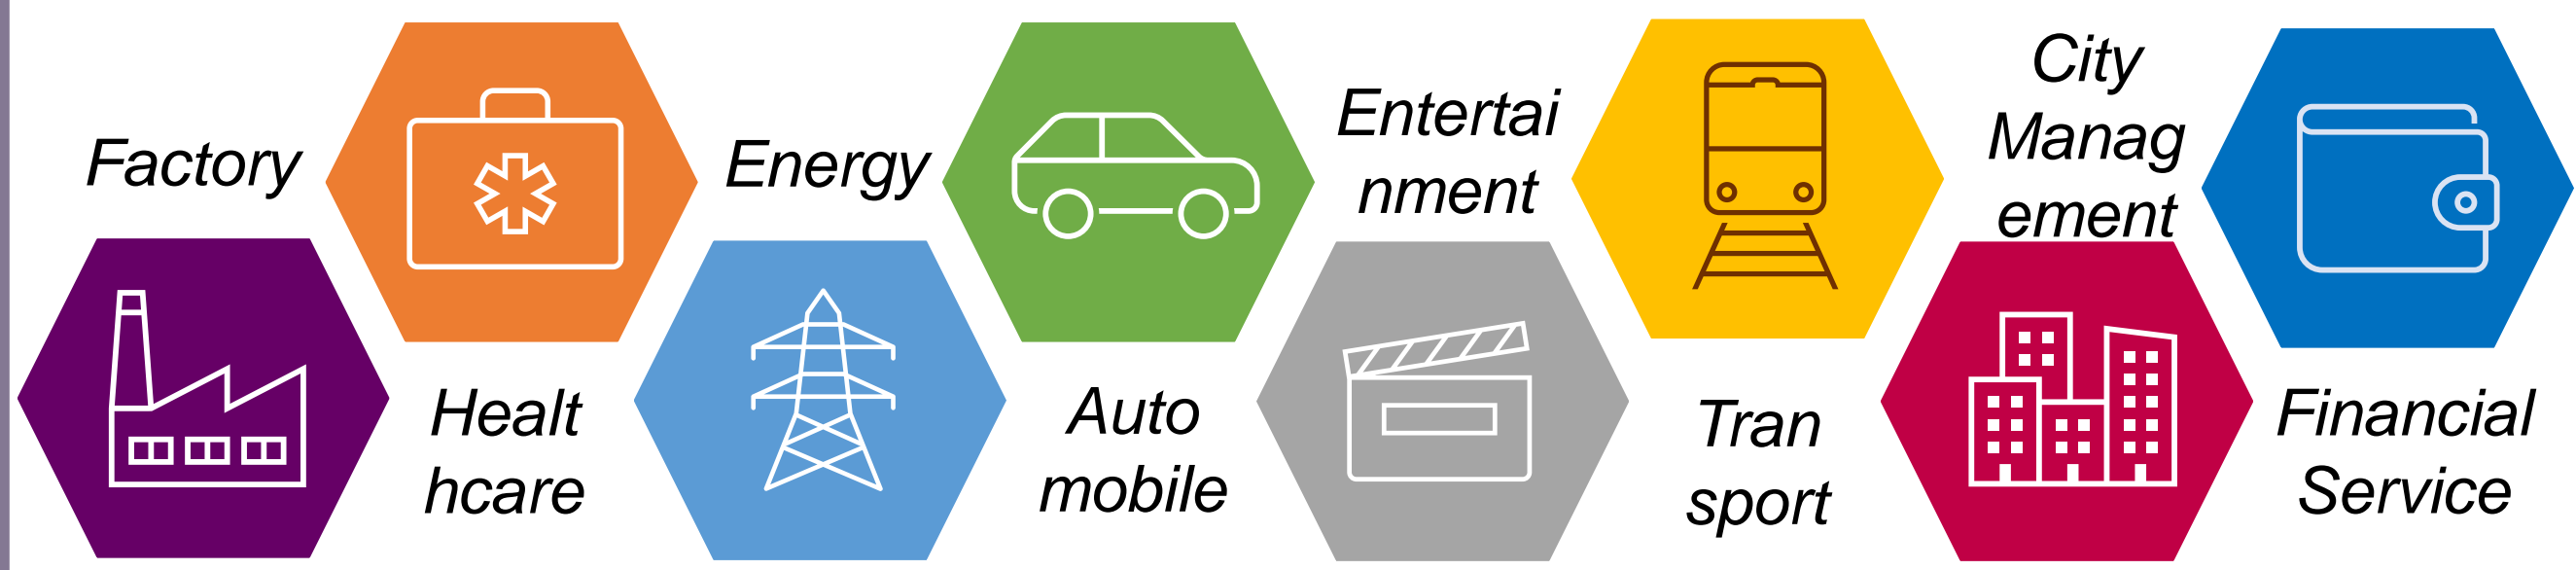 Factory
Healt
hcare
Energy
Auto
mobile
Entertai
nment
Tran
sport
City
Manag
ement
Financial
Service